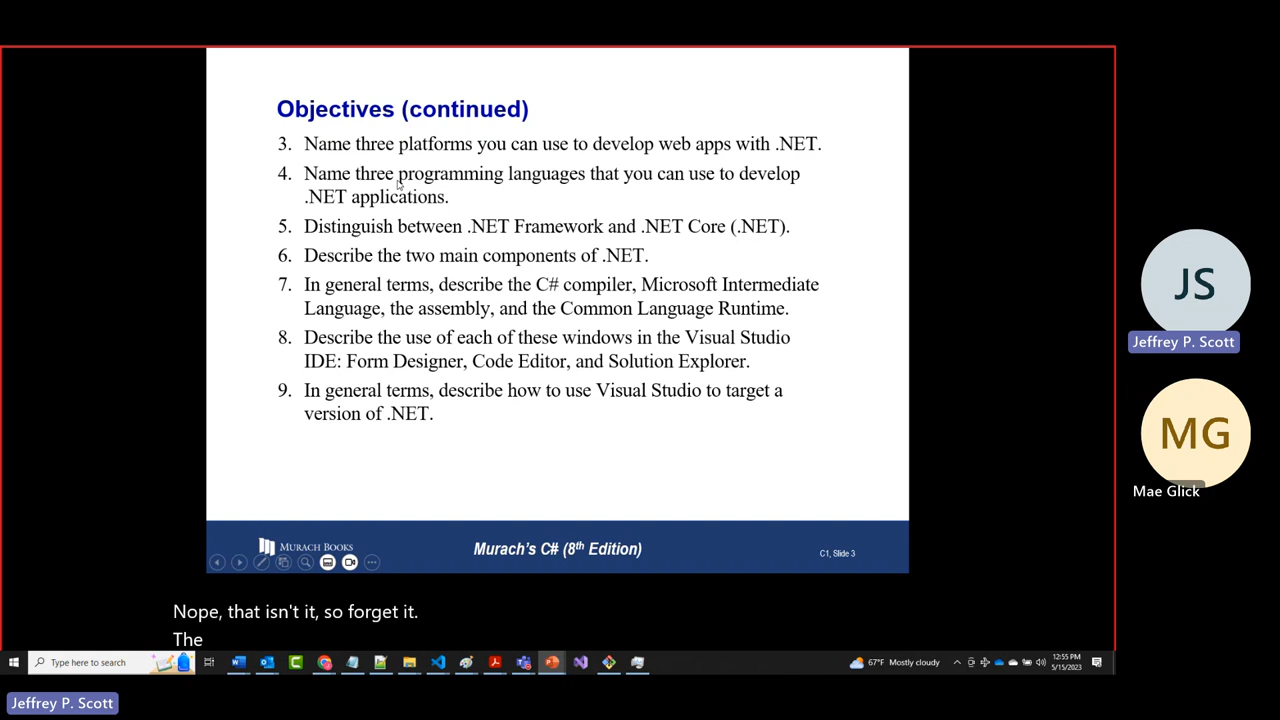 Objectives (continued)
3. Name three platforms you can use to develop web apps with .NET.
4. Name three programming languages that you can use to develop
.NET applications.
5. Distinguish between .NET Framework and .NET Core (.NET).
6. Describe the two main components of .NET.
7. In general terms, describe the C# compiler, Microsoft Intermediate
Language, the assembly, and the Common Language Runtime.
8. Describe the use of each of these windows in the Visual Studio
IDE: Form Designer, Code Editor, and Solution Explorer.
9. In general terms, describe how to use Visual Studio to target a
version of .NET.
MURACH BOOKS
Murach's C# (8th Edition)
C1, Slide 3
JS
Jeffrey P. Scott
MG
Mae Glick
Nope, that isn't it, so forget it.
The
Type here to search
67°F Mostly cloudy
12:55 PM
5/15/2023
Jeffrey P. Scott